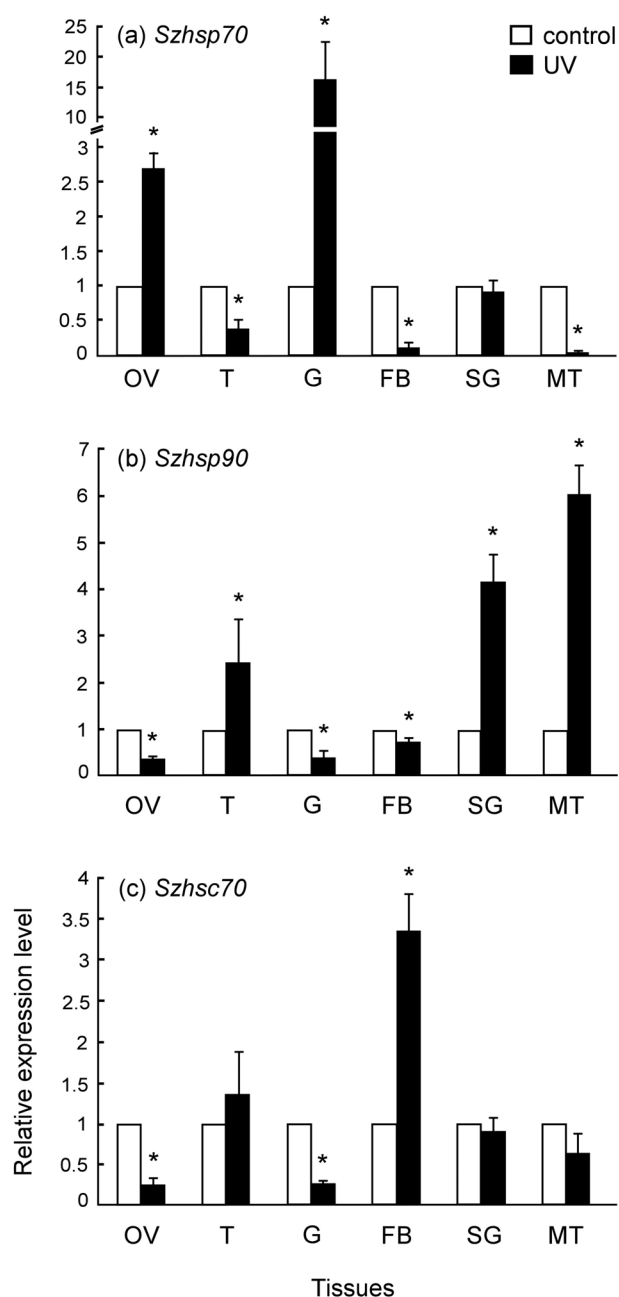 (a) Szhsp70
control
UV
25
20
15
10
3
2.5
2
1.5
1
0.5
0
* * * * *
OV T G FB SG MT
(b) Szhsp90
7
6
5
4
3
2
1
0
* * * * * *
OV T G FB SG MT
(c) Szhsc70
4
3.5
3
2.5
2
1.5
1
0.5
0
* * *
OV T G FB SG MT
Relative expression level
Tissues